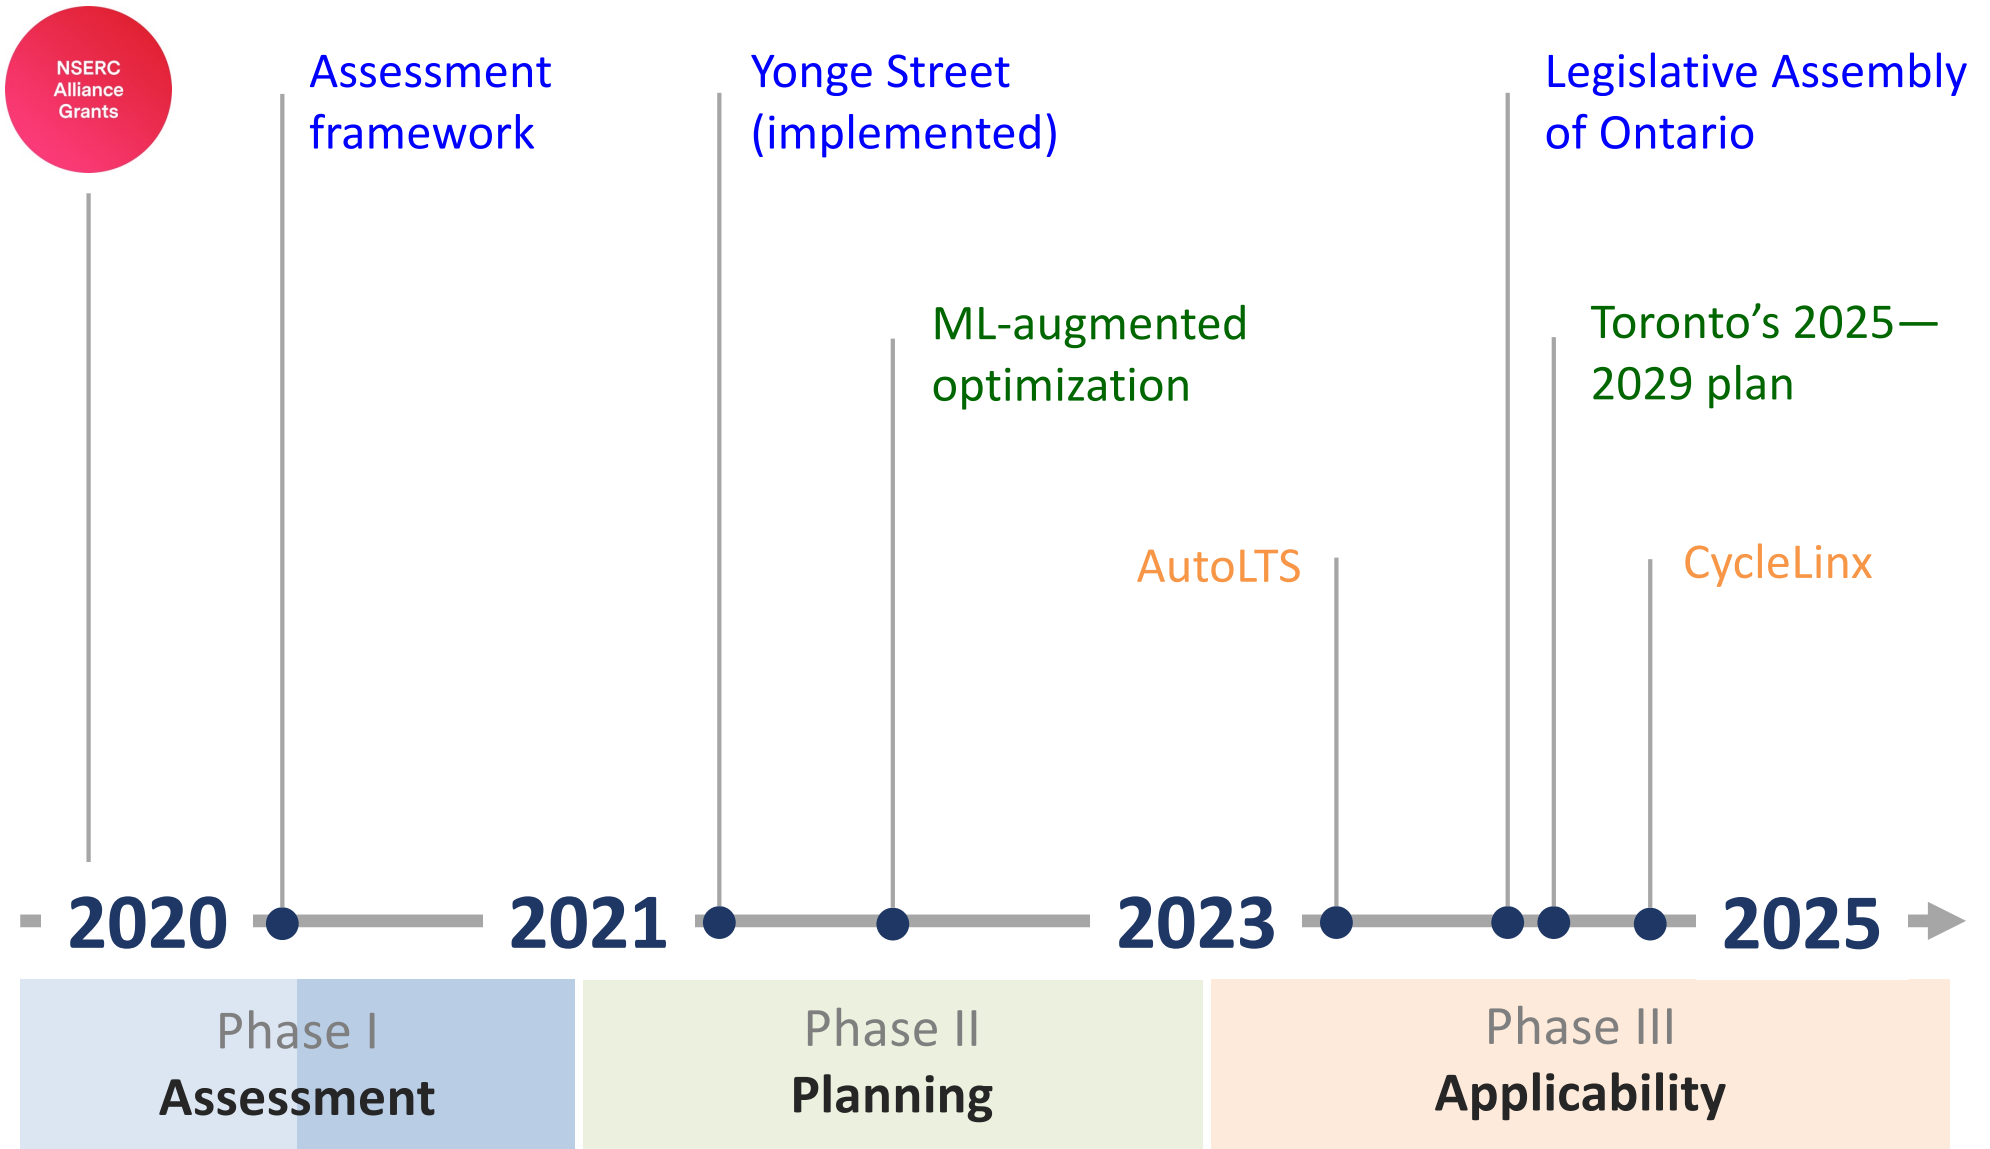 NSERC
Alliance
Grants
Assessment
framework
Yonge Street
(implemented)
Legislative Assembly
of Ontario
ML-augmented
optimization
Toronto’s 2025—
2029 plan
AutoLTS
CycleLinx
2020
2021
2023
2025
Phase I
Assessment
Phase II
Planning
Phase III
Applicability